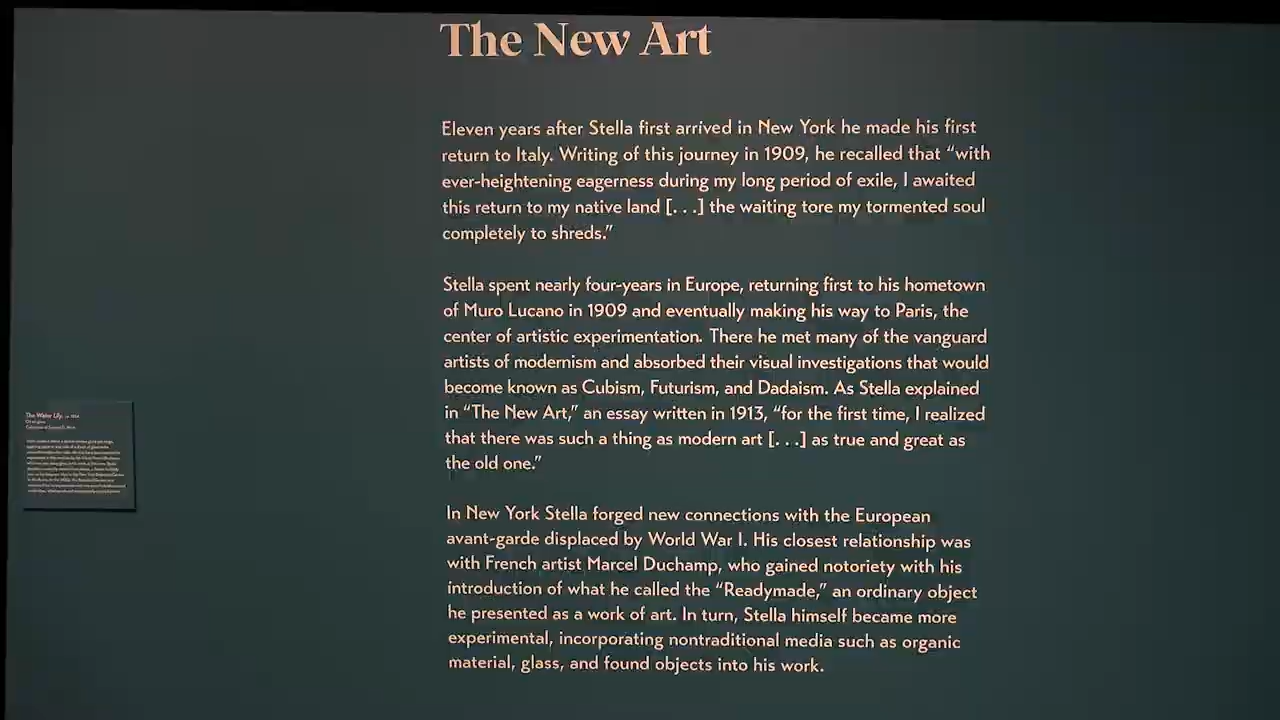 The New Art
Eleven years after Stella first arrived in New York he made his first
return to Italy. Writing of this journey in 1909, he recalled that “with
ever-heightening eagerness during my long period of exile, I awaited
this return to my native land [. . .] the waiting tore my tormented soul
completely to shreds.”
Stella spent nearly four-years in Europe, returning first to his hometown
of Muro Lucano in 1909 and eventually making his way to Paris, the
center of artistic experimentation. There he met many of the vanguard
artists of modernism and absorbed their visual investigations that would
become known as Cubism, Futurism, and Dadaism. As Stella explained
in “The New Art,” an essay written in 1913, “for the first time, I realized
that there was such a thing as modern art [. . .] as true and great as
the old one.”
In New York Stella forged new connections with the European
avant-garde displaced by World War I. His closest relationship was
with French artist Marcel Duchamp, who gained notoriety with his
introduction of what he called the “Readymade,” an ordinary object
he presented as a work of art. In turn, Stella himself became more
experimental, incorporating nontraditional media such as organic
material, glass, and found objects into his work.
The Water Lily,